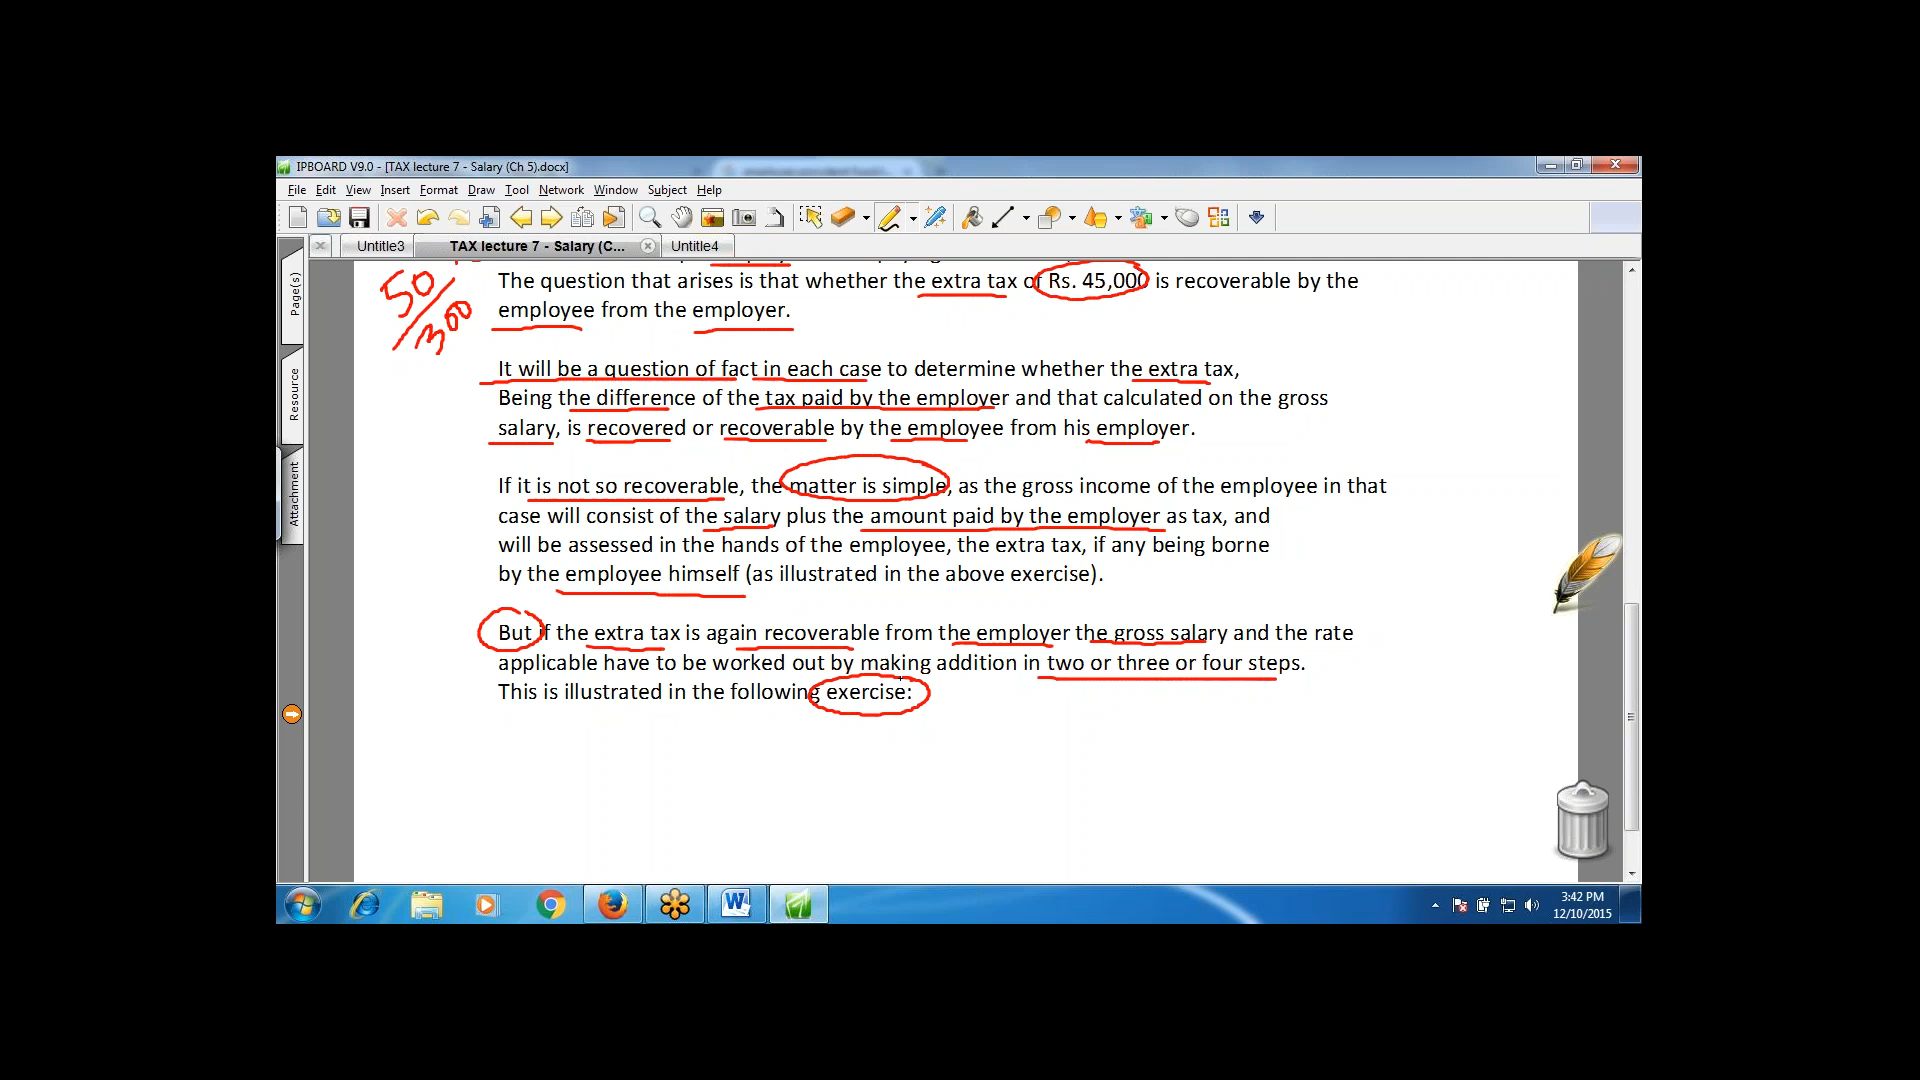 IPBOARD V9.0 - [TAX lecture 7 - Salary (Ch 5).docx]
File Edit View Insert Format Draw Tool Network Window Subject Help
Untitle3 TAX lecture 7 - Salary (C... Untitle4
Page(s)
Resource
Attachment
50/300
The question that arises is that whether the extra tax of Rs. 45,000 is recoverable by the
employee from the employer.
It will be a question of fact in each case to determine whether the extra tax,
Being the difference of the tax paid by the employer and that calculated on the gross
salary, is recovered or recoverable by the employee from his employer.
If it is not so recoverable, the matter is simple, as the gross income of the employee in that
case will consist of the salary plus the amount paid by the employer as tax, and
will be assessed in the hands of the employee, the extra tax, if any being borne
by the employee himself (as illustrated in the above exercise).
But if the extra tax is again recoverable from the employer the gross salary and the rate
applicable have to be worked out by making addition in two or three or four steps.
This is illustrated in the following exercise:
3:42 PM
12/10/2015